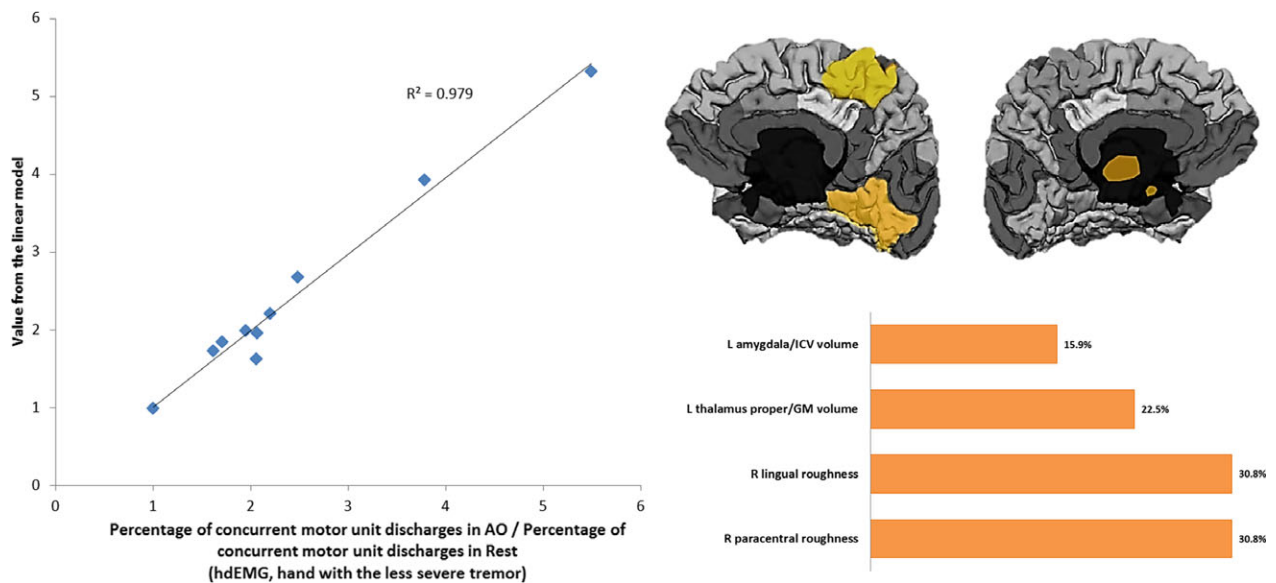 6
5
4
3
2
1
0
Value from the linear model
R² = 0.979
0 1 2 3 4 5 6
Percentage of concurrent motor unit discharges in AO / Percentage of
concurrent motor unit discharges in Rest
(hdEMG, hand with the less severe tremor)
L amygdala/ICV volume 15.9%
L thalamus proper/GM volume 22.5%
R lingual roughness 30.8%
R paracentral roughness 30.8%